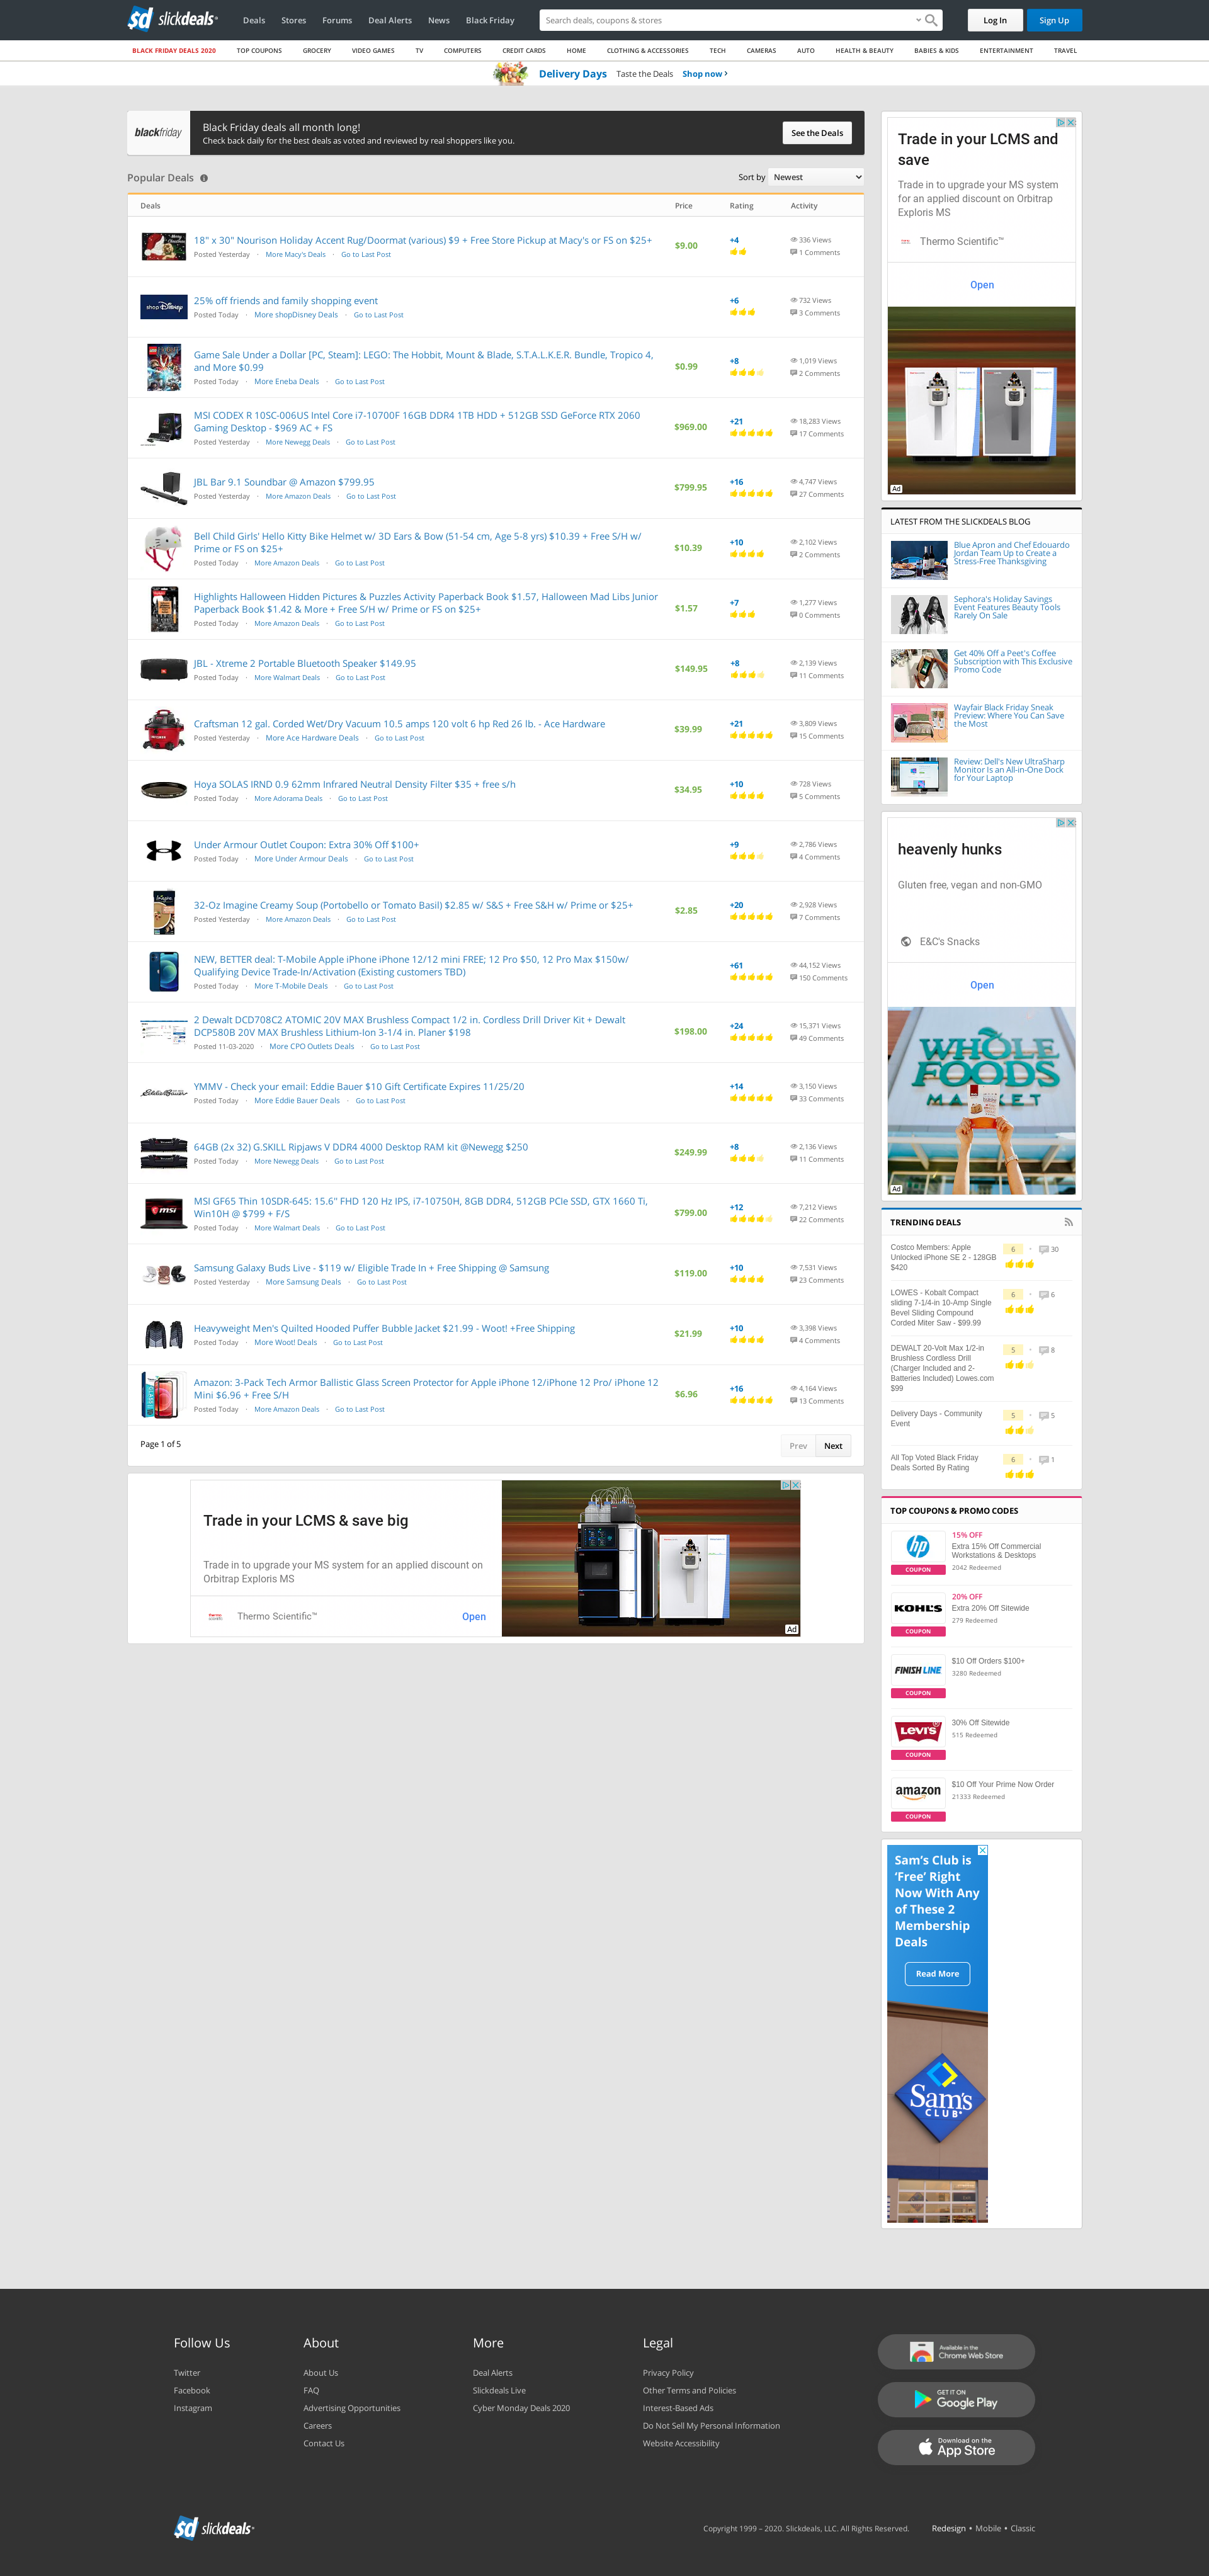 slickdeals
Deals
Stores
Forums
Deal Alerts
News
Black Friday
Search deals, coupons & stores
Log In
Sign Up
BLACK FRIDAY DEALS 2020
TOP COUPONS
GROCERY
VIDEO GAMES
TV
COMPUTERS
CREDIT CARDS
HOME
CLOTHING & ACCESSORIES
TECH
CAMERAS
AUTO
HEALTH & BEAUTY
BABIES & KIDS
ENTERTAINMENT
TRAVEL
Delivery Days Taste the Deals Shop now ›
blackfriday
Black Friday deals all month long!
Check back daily for the best deals as voted and reviewed by real shoppers like you.
See the Deals
Popular Deals
Sort by Newest
Deals Price Rating Activity
18" x 30" Nourison Holiday Accent Rug/Doormat (various) $9 + Free Store Pickup at Macy's or FS on $25+
Posted Yesterday · More Macy's Deals · Go to Last Post
$9.00
+4
336 Views
1 Comments
shopDisney
25% off friends and family shopping event
Posted Today · More shopDisney Deals · Go to Last Post
+6
732 Views
3 Comments
Game Sale Under a Dollar [PC, Steam]: LEGO: The Hobbit, Mount & Blade, S.T.A.L.K.E.R. Bundle, Tropico 4,
and More $0.99
Posted Today · More Eneba Deals · Go to Last Post
$0.99
+8
1,019 Views
2 Comments
MSI CODEX R 10SC-006US Intel Core i7-10700F 16GB DDR4 1TB HDD + 512GB SSD GeForce RTX 2060
Gaming Desktop - $969 AC + FS
Posted Yesterday · More Newegg Deals · Go to Last Post
$969.00
+21
18,283 Views
17 Comments
JBL Bar 9.1 Soundbar @ Amazon $799.95
Posted Yesterday · More Amazon Deals · Go to Last Post
$799.95
+16
4,747 Views
27 Comments
Bell Child Girls' Hello Kitty Bike Helmet w/ 3D Ears & Bow (51-54 cm, Age 5-8 yrs) $10.39 + Free S/H w/
Prime or FS on $25+
Posted Today · More Amazon Deals · Go to Last Post
$10.39
+10
2,102 Views
2 Comments
Highlights Halloween Hidden Pictures & Puzzles Activity Paperback Book $1.57, Halloween Mad Libs Junior
Paperback Book $1.42 & More + Free S/H w/ Prime or FS on $25+
Posted Today · More Amazon Deals · Go to Last Post
$1.57
+7
1,277 Views
0 Comments
JBL - Xtreme 2 Portable Bluetooth Speaker $149.95
Posted Today · More Walmart Deals · Go to Last Post
$149.95
+8
2,139 Views
11 Comments
Craftsman 12 gal. Corded Wet/Dry Vacuum 10.5 amps 120 volt 6 hp Red 26 lb. - Ace Hardware
Posted Yesterday · More Ace Hardware Deals · Go to Last Post
$39.99
+21
3,809 Views
15 Comments
Hoya SOLAS IRND 0.9 62mm Infrared Neutral Density Filter $35 + free s/h
Posted Today · More Adorama Deals · Go to Last Post
$34.95
+10
728 Views
5 Comments
Under Armour Outlet Coupon: Extra 30% Off $100+
Posted Today · More Under Armour Deals · Go to Last Post
+9
2,786 Views
4 Comments
32-Oz Imagine Creamy Soup (Portobello or Tomato Basil) $2.85 w/ S&S + Free S&H w/ Prime or $25+
Posted Yesterday · More Amazon Deals · Go to Last Post
$2.85
+20
2,928 Views
7 Comments
NEW, BETTER deal: T-Mobile Apple iPhone iPhone 12/12 mini FREE; 12 Pro $50, 12 Pro Max $150w/
Qualifying Device Trade-In/Activation (Existing customers TBD)
Posted Today · More T-Mobile Deals · Go to Last Post
+61
44,152 Views
150 Comments
2 Dewalt DCD708C2 ATOMIC 20V MAX Brushless Compact 1/2 in. Cordless Drill Driver Kit + Dewalt
DCP580B 20V MAX Brushless Lithium-Ion 3-1/4 in. Planer $198
Posted 11-03-2020 · More CPO Outlets Deals · Go to Last Post
$198.00
+24
15,371 Views
49 Comments
Eddie Bauer
YMMV - Check your email: Eddie Bauer $10 Gift Certificate Expires 11/25/20
Posted Today · More Eddie Bauer Deals · Go to Last Post
+14
3,150 Views
33 Comments
64GB (2x 32) G.SKILL Ripjaws V DDR4 4000 Desktop RAM kit @Newegg $250
Posted Today · More Newegg Deals · Go to Last Post
$249.99
+8
2,136 Views
11 Comments
msi
MSI GF65 Thin 10SDR-645: 15.6'' FHD 120 Hz IPS, i7-10750H, 8GB DDR4, 512GB PCIe SSD, GTX 1660 Ti,
Win10H @ $799 + F/S
Posted Today · More Walmart Deals · Go to Last Post
$799.00
+12
7,212 Views
22 Comments
Samsung Galaxy Buds Live - $119 w/ Eligible Trade In + Free Shipping @ Samsung
Posted Yesterday · More Samsung Deals · Go to Last Post
$119.00
+10
7,531 Views
23 Comments
Heavyweight Men's Quilted Hooded Puffer Bubble Jacket $21.99 - Woot! +Free Shipping
Posted Today · More Woot! Deals · Go to Last Post
$21.99
+10
3,398 Views
4 Comments
Amazon: 3-Pack Tech Armor Ballistic Glass Screen Protector for Apple iPhone 12/iPhone 12 Pro/ iPhone 12
Mini $6.96 + Free S/H
Posted Today · More Amazon Deals · Go to Last Post
$6.96
+16
4,164 Views
13 Comments
Page 1 of 5
Prev Next
Trade in your LCMS & save big
Trade in to upgrade your MS system for an applied discount on
Orbitrap Exploris MS
Thermo Scientific™
Open
Ad
Trade in your LCMS and
save
Trade in to upgrade your MS system
for an applied discount on Orbitrap
Exploris MS
Thermo Scientific™
Open
Ad
LATEST FROM THE SLICKDEALS BLOG
Blue Apron and Chef Edouardo
Jordan Team Up to Create a
Stress-Free Thanksgiving
Sephora's Holiday Savings
Event Features Beauty Tools
Rarely On Sale
Get 40% Off a Peet's Coffee
Subscription with This Exclusive
Promo Code
Wayfair Black Friday Sneak
Preview: Where You Can Save
the Most
Review: Dell's New UltraSharp
Monitor Is an All-in-One Dock
for Your Laptop
heavenly hunks
Gluten free, vegan and non-GMO
E&C's Snacks
Open
WHOLE
FOODS
MARKET
Ad
TRENDING DEALS
Costco Members: Apple
Unlocked iPhone SE 2 - 128GB
$420
6 · 30
LOWES - Kobalt Compact
sliding 7-1/4-in 10-Amp Single
Bevel Sliding Compound
Corded Miter Saw - $99.99
6 · 6
DEWALT 20-Volt Max 1/2-in
Brushless Cordless Drill
(Charger Included and 2-
Batteries Included) Lowes.com
$99
5 · 8
Delivery Days - Community
Event
5 · 5
All Top Voted Black Friday
Deals Sorted By Rating
6 · 1
TOP COUPONS & PROMO CODES
hp
COUPON
15% OFF
Extra 15% Off Commercial
Workstations & Desktops
2042 Redeemed
KOHL'S
COUPON
20% OFF
Extra 20% Off Sitewide
279 Redeemed
FINISH LINE
COUPON
$10 Off Orders $100+
3280 Redeemed
LEVI'S
COUPON
30% Off Sitewide
515 Redeemed
amazon
COUPON
$10 Off Your Prime Now Order
21333 Redeemed
Sam's Club is
'Free' Right
Now With Any
of These 2
Membership
Deals
Read More
Sam's
CLUB
Follow Us
Twitter
Facebook
Instagram
About
About Us
FAQ
Advertising Opportunities
Careers
Contact Us
More
Deal Alerts
Slickdeals Live
Cyber Monday Deals 2020
Legal
Privacy Policy
Other Terms and Policies
Interest-Based Ads
Do Not Sell My Personal Information
Website Accessibility
Available in the
Chrome Web Store
GET IT ON
Google Play
Download on the
App Store
slickdeals
Copyright 1999 – 2020. Slickdeals, LLC. All Rights Reserved.
Redesign • Mobile • Classic